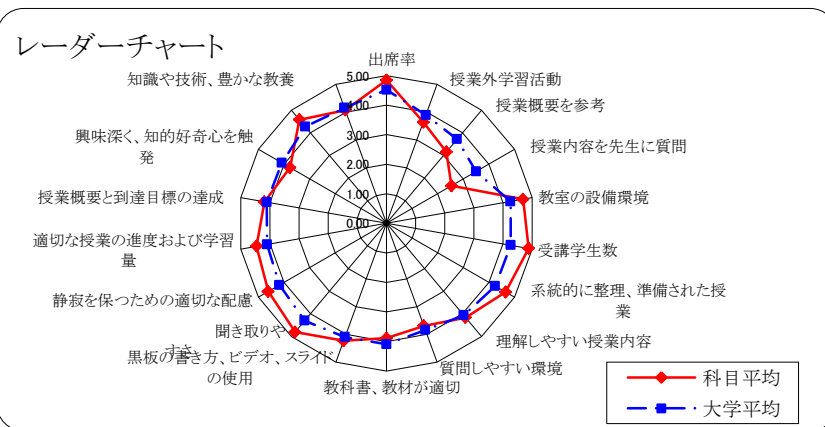 レーダーチャート
出席率
授業外学習活動
授業概要を参考
授業内容を先生に質問
教室の設備環境
受講学生数
系統的に整理、準備された授
業
理解しやすい授業内容
質問しやすい環境
教科書、教材が適切
黒板の書き方、ビデオ、スライド
の使用
聞き取りや
すさ
静寂を保つための適切な配慮
適切な授業の進度および学習
量
授業概要と到達目標の達成
興味深く、知的好奇心を触
発
知識や技術、豊かな教養
5.00
4.00
3.00
2.00
1.00
0.00
科目平均
大学平均